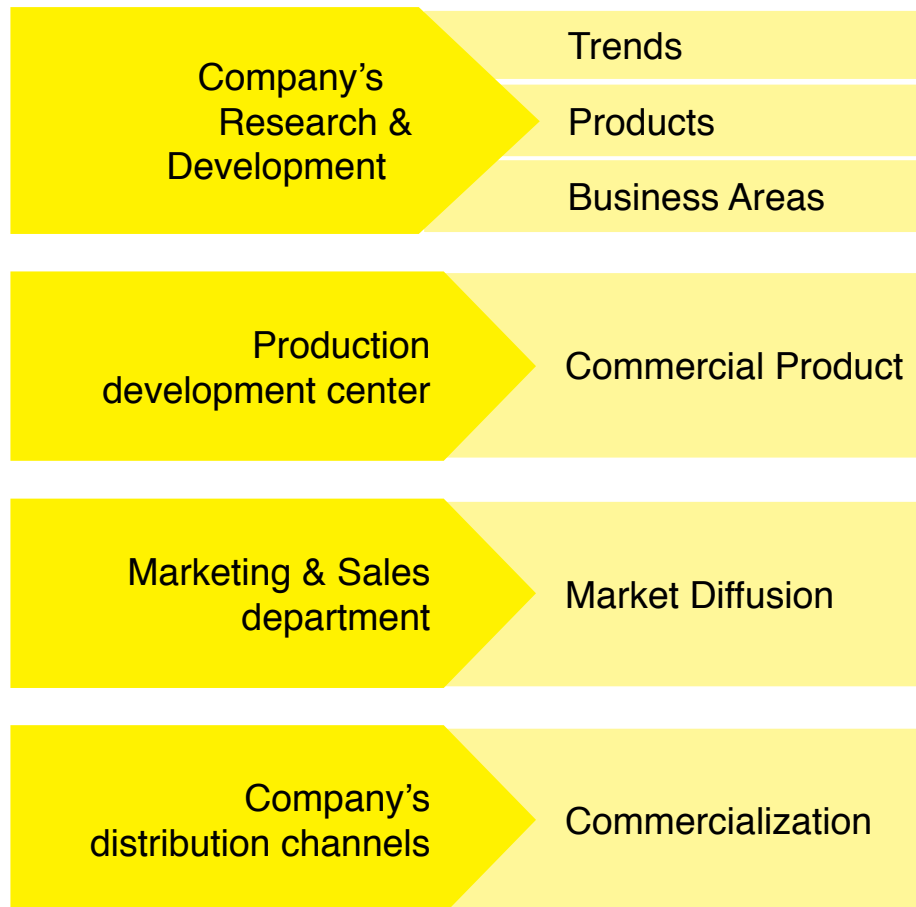 Company’s
Research &
Development
Trends
Products
Business Areas
Production
development center
Commercial Product
Marketing & Sales
department
Market Diffusion
Company’s
distribution channels
Commercialization